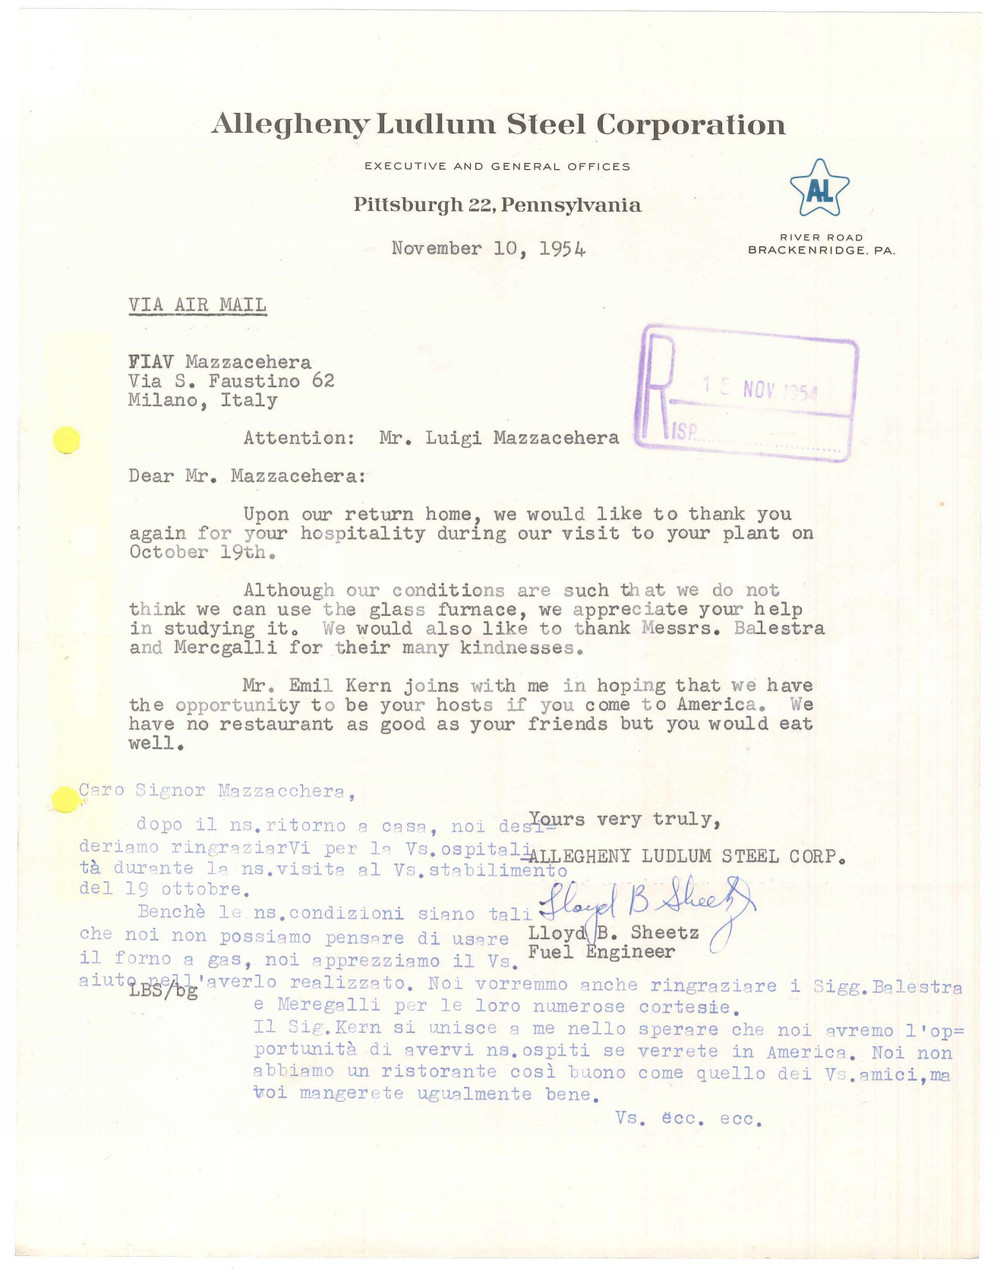 Allegheny Ludlum Steel Corporation
EXECUTIVE AND GENERAL OFFICES
Pittsburgh 22, Pennsylvania
AL
RIVER ROAD
BRACKENRIDGE, PA.
November 10, 1954
VIA AIR MAIL
FIAV Mazzacehera
Via S. Faustino 62
Milano, Italy
15 NOV 1954
RISP.
Attention: Mr. Luigi Mazzacehera
Dear Mr. Mazzacehera:
Upon our return home, we would like to thank you
again for your hospitality during our visit to your plant on
October 19th.
Although our conditions are such that we do not
think we can use the glass furnace, we appreciate your help
in studying it. We would also like to thank Messrs. Balestra
and Mercgalli for their many kindnesses.
Mr. Emil Kern joins with me in hoping that we have
the opportunity to be your hosts if you come to America. We
have no restaurant as good as your friends but you would eat
well.
Yours very truly,
ALLEGHENY LUDLUM STEEL CORP.
Lloyd B Sheetz
Lloyd B. Sheetz
Fuel Engineer
LBS/bg
Caro Signor Mazzacchera,
dopo il ns.ritorno a casa, noi desi=
deriamo ringraziarVi per la Vs.ospitali=
tà durante la ns.visita al Vs.stabilimento
del 19 ottobre.
Benchè le ns.condizioni siano tali
che noi non possiamo pensare di usare
il forno a gas, noi apprezziamo il Vs.
aiuto nell'averlo realizzato. Noi vorremmo anche ringraziare i Sigg.Balestra
e Meregalli per le loro numerose cortesie.
Il Sig.Kern si unisce a me nello sperare che noi avremo l'op=
portunità di avervi ns.ospiti se verrete in America. Noi non
abbiamo un ristorante così buono come quello dei Vs.amici,ma
voi mangerete ugualmente bene.
Vs. ecc. ecc.